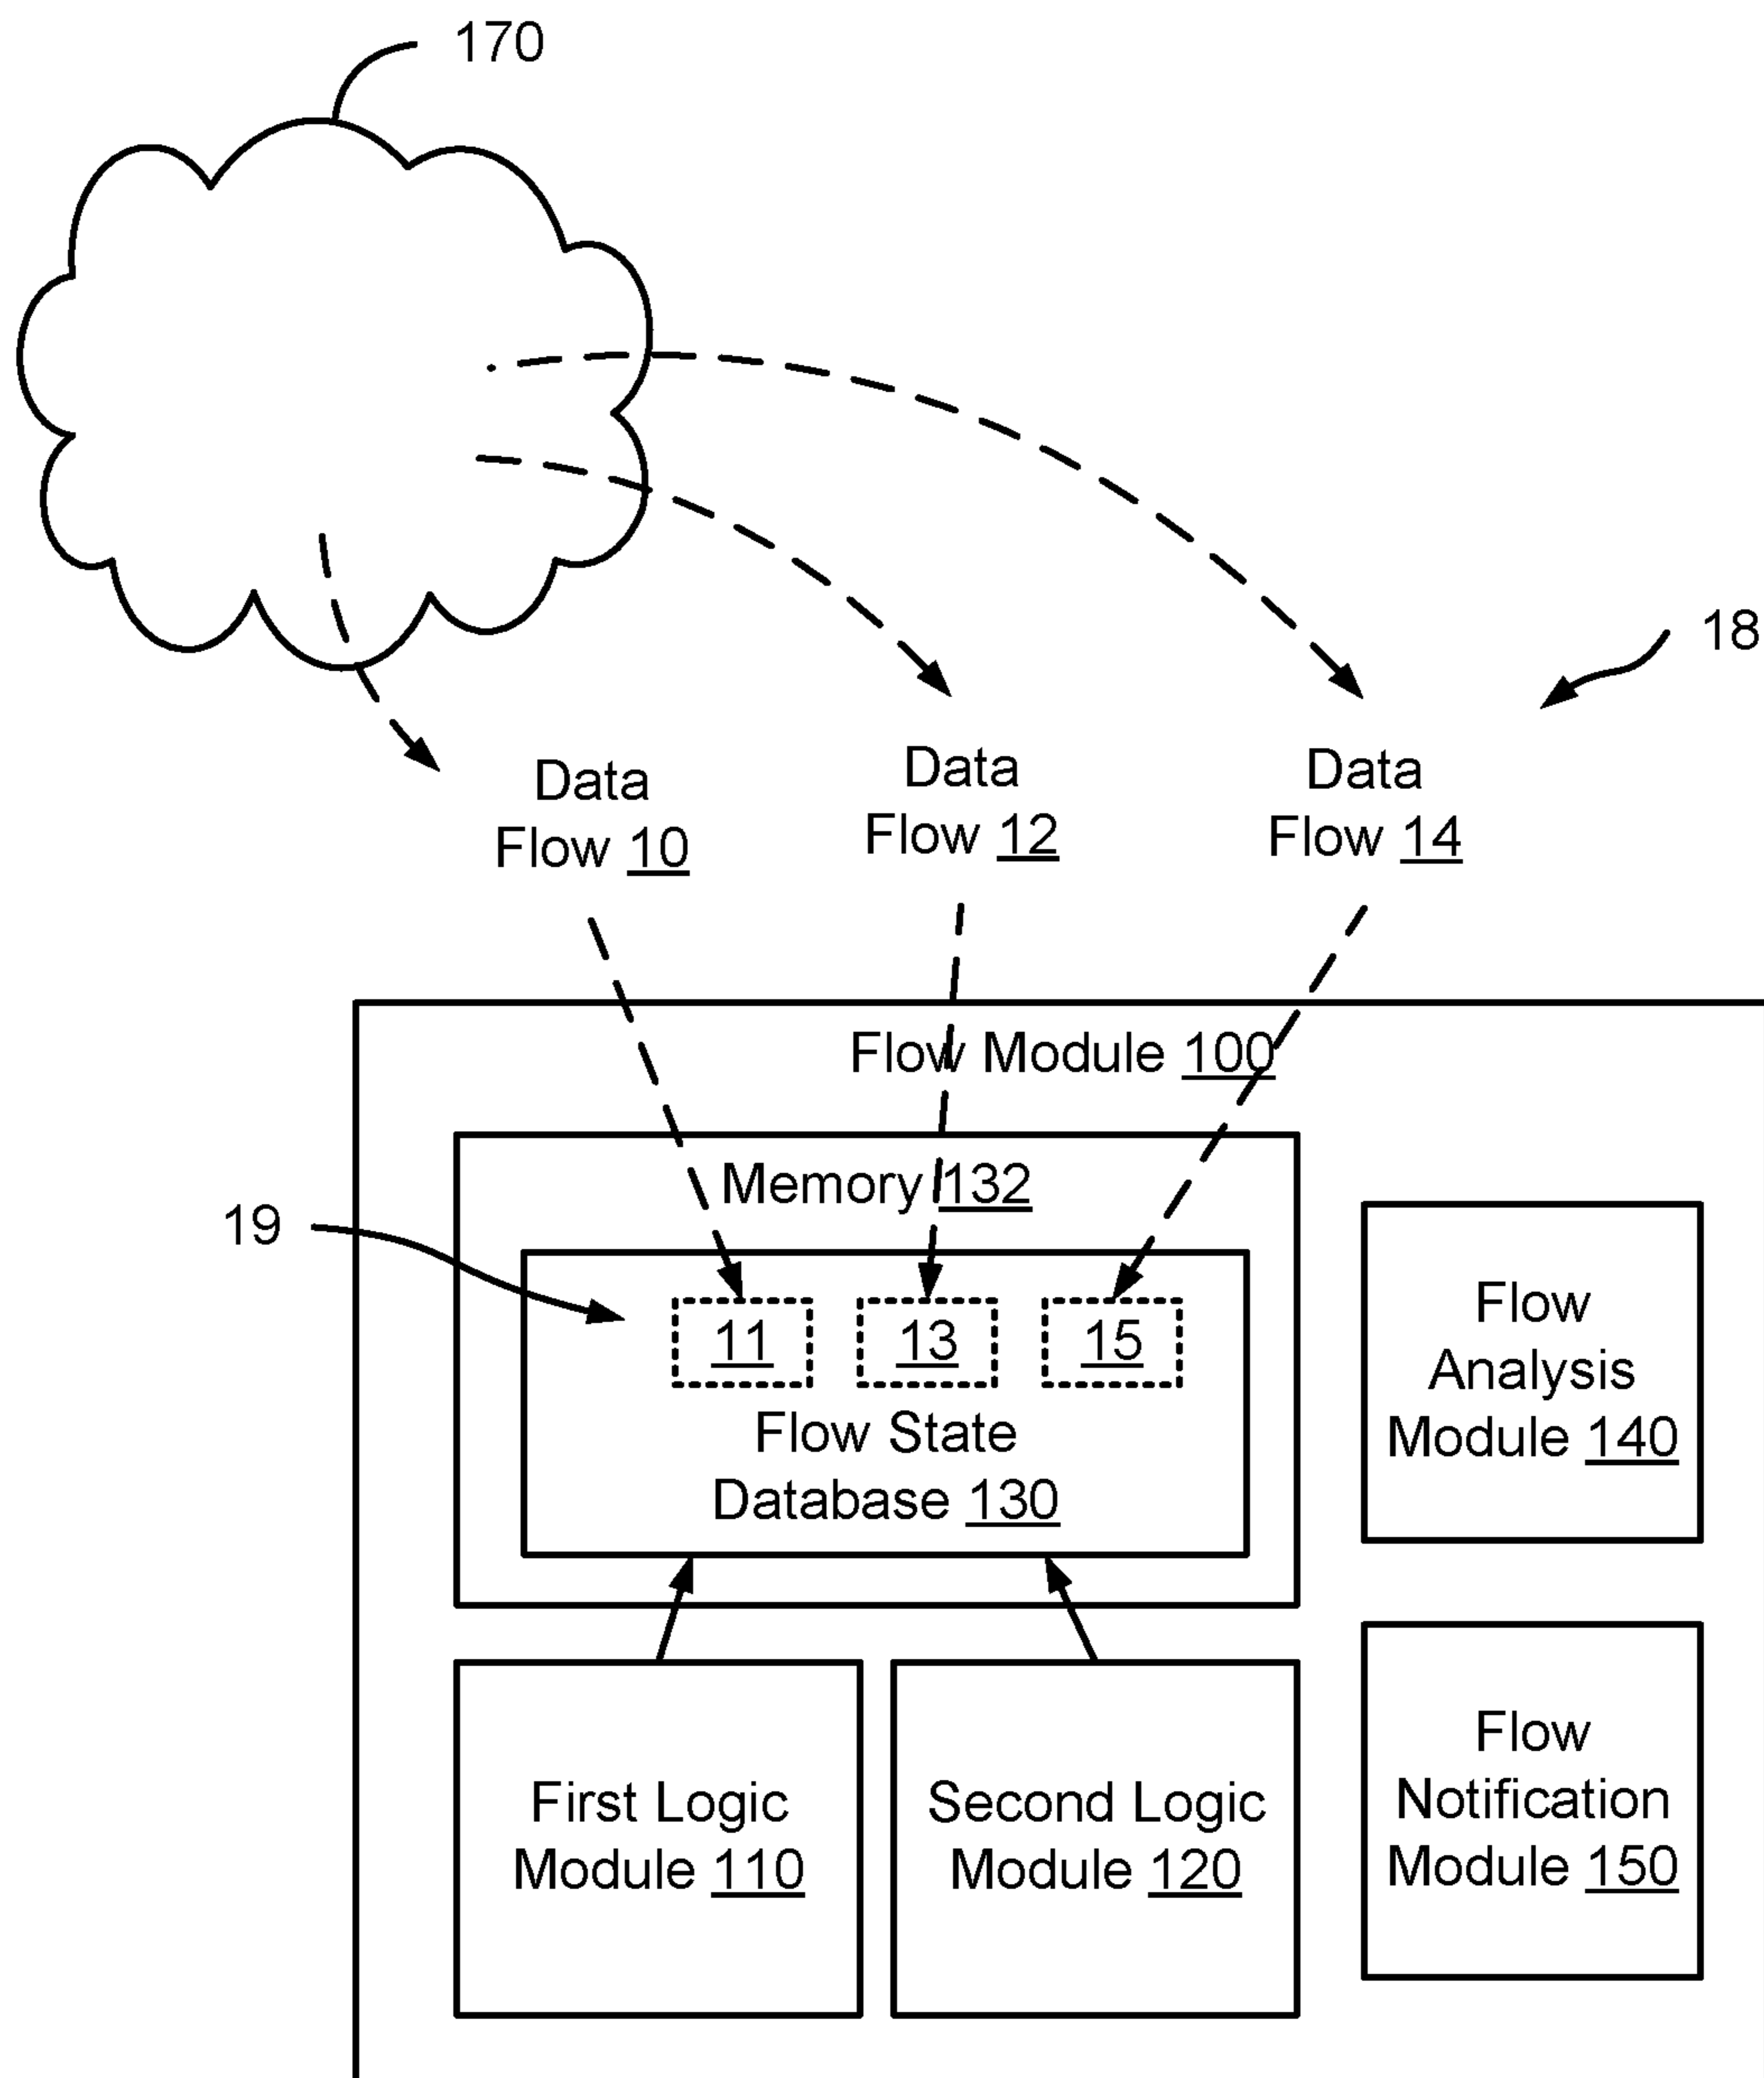 170
18
Data
Flow 10
Data
Flow 12
Data
Flow 14
Flow Module 100
Memory 132
19
11
13
15
Flow State
Database 130
Flow
Analysis
Module 140
First Logic
Module 110
Second Logic
Module 120
Flow
Notification
Module 150